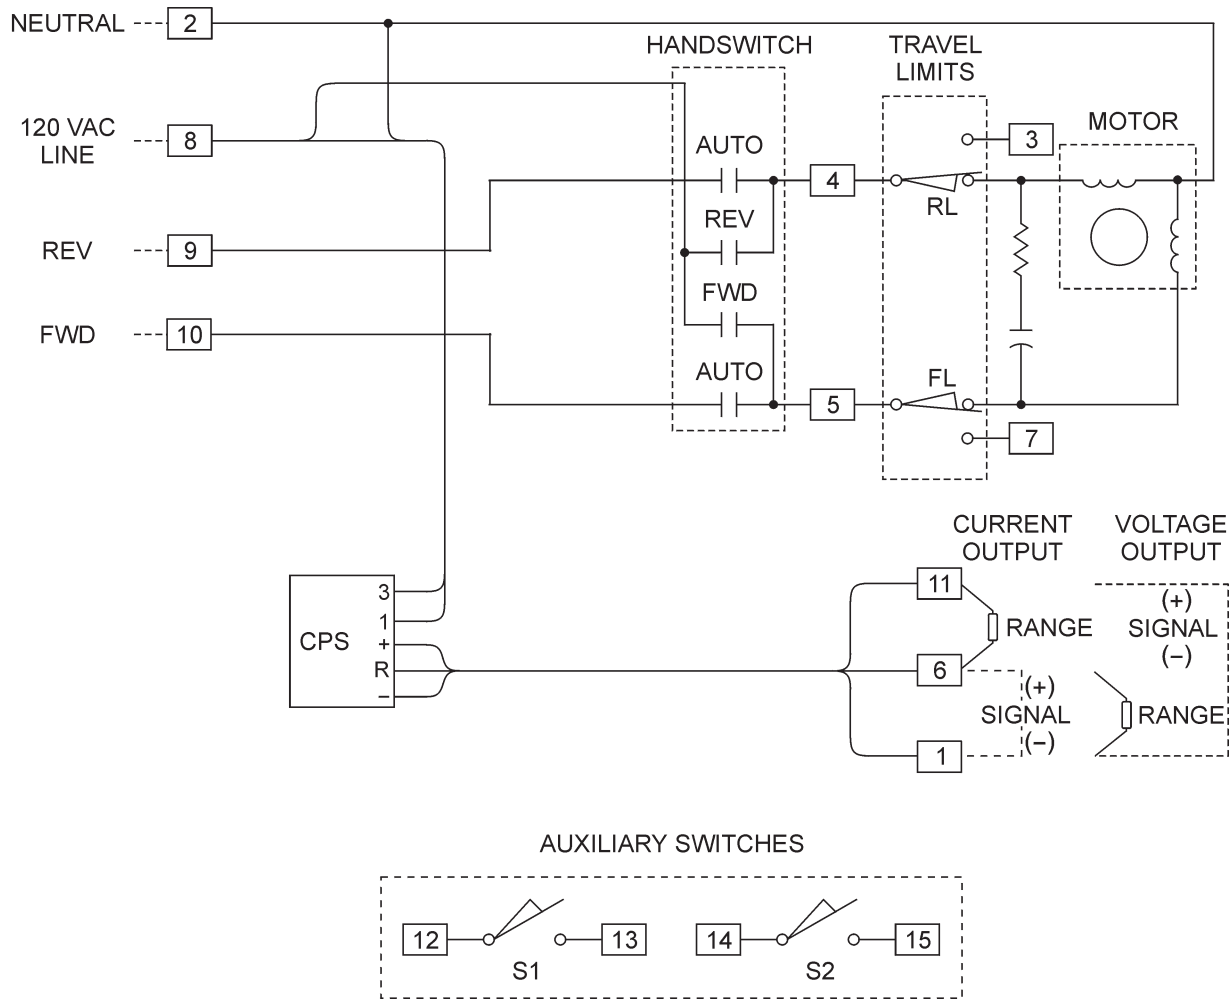 NEUTRAL
2
HANDSWITCH
TRAVEL
LIMITS
120 VAC
LINE
8
MOTOR
3
AUTO
4
RL
REV
REV
9
FWD
FWD
10
AUTO
5
FL
7
CURRENT
OUTPUT
VOLTAGE
OUTPUT
CPS
3
1
+
R
–
11
RANGE
6
(+)
SIGNAL
(–)
1
(+)
SIGNAL
(–)
RANGE
AUXILIARY SWITCHES
12
13
S1
14
15
S2